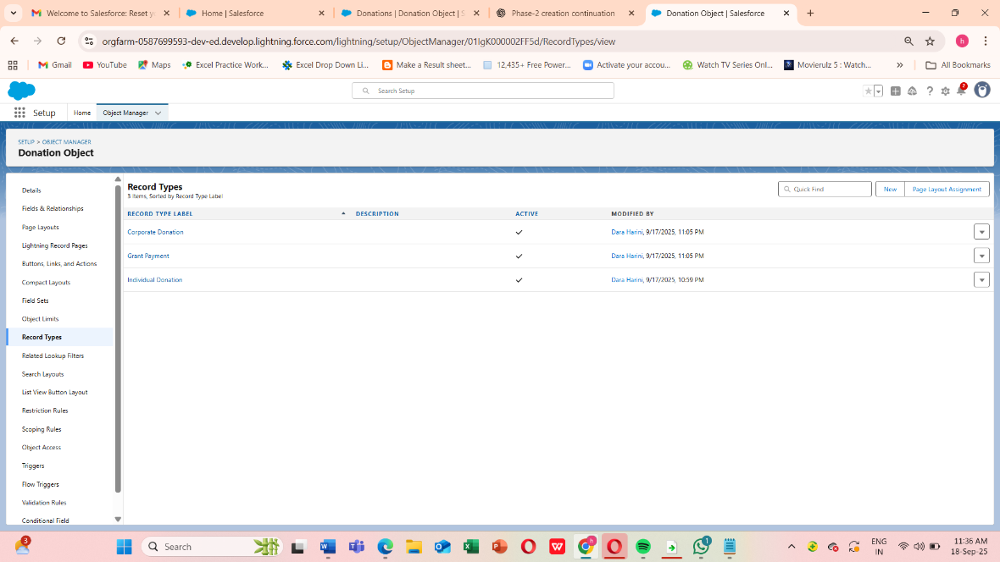 Welcome to Salesforce: Reset y
Home | Salesforce
Donations | Donation Object | S
Phase-2 creation continuation
Donation Object | Salesforce
orgfarm-0587699593-dev-ed.develop.lightning.force.com/lightning/setup/ObjectManager/01IgK000002FF5d/RecordTypes/view
h
Gmail
YouTube
Maps
Excel Practice Work...
Excel Drop Down Li...
Make a Result sheet...
12,435+ Free Power...
Activate your accou...
Watch TV Series Onl...
Movierulz 5 : Watch...
All Bookmarks
Search Setup
2
Setup
Home
Object Manager
SETUP > OBJECT MANAGER
Donation Object
Details
Fields & Relationships
Page Layouts
Lightning Record Pages
Buttons, Links, and Actions
Compact Layouts
Field Sets
Object Limits
Record Types
Related Lookup Filters
Search Layouts
List View Button Layout
Restriction Rules
Scoping Rules
Object Access
Triggers
Flow Triggers
Validation Rules
Conditional Field
Record Types
3 Items, Sorted by Record Type Label
Quick Find
New
Page Layout Assignment
RECORD TYPE LABEL DESCRIPTION ACTIVE MODIFIED BY
Corporate Donation Dara Harini, 9/17/2025, 11:05 PM
Grant Payment Dara Harini, 9/17/2025, 11:05 PM
Individual Donation Dara Harini, 9/17/2025, 10:59 PM
3
Search
h
1
ENG
IN
11:36 AM
18-Sep-25